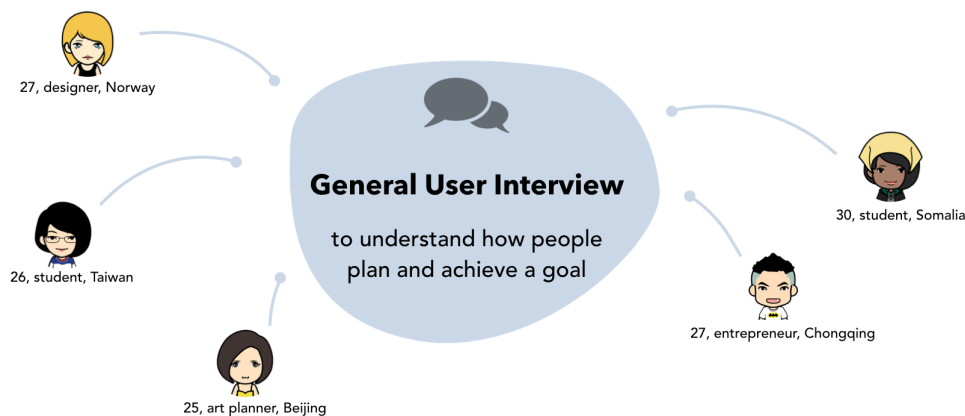 27, designer, Norway
General User Interview
to understand how people
plan and achieve a goal
30, student, Somalia
26, student, Taiwan
27, entrepreneur, Chongqing
25, art planner, Beijing